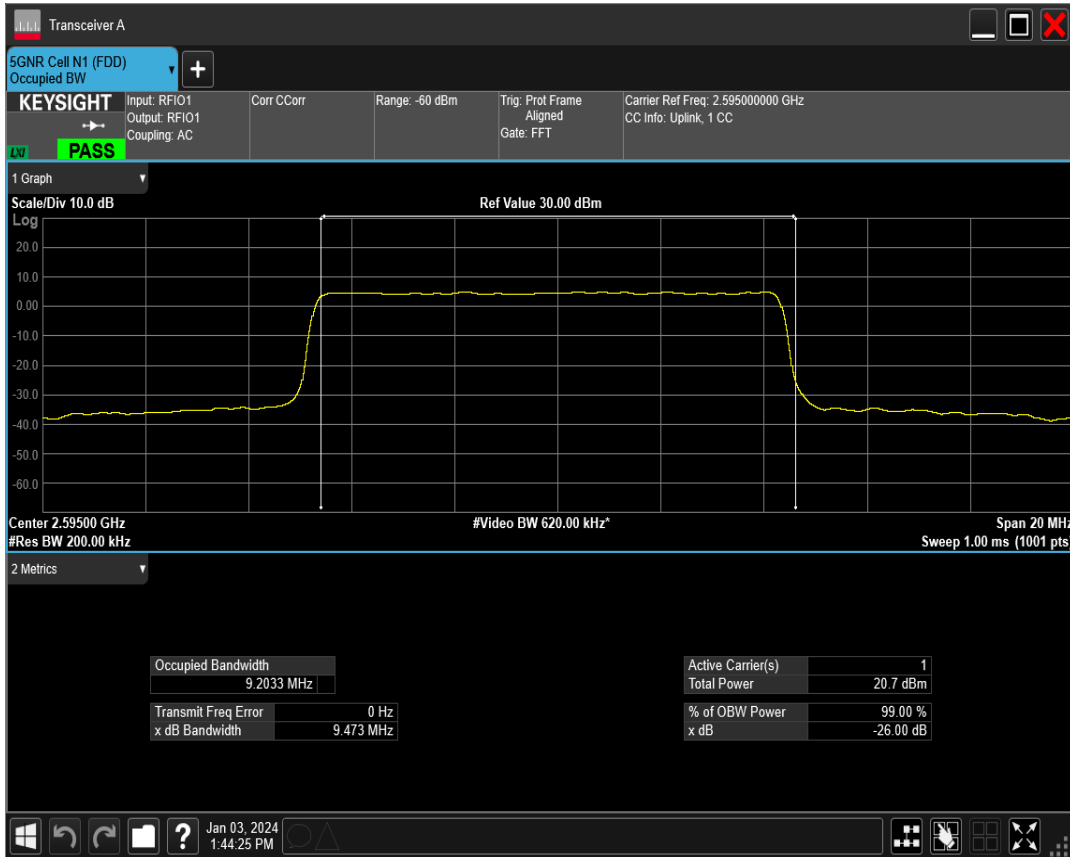 Transceiver A
5GNR Cell N1 (FDD)
Occupied BW
+
KEYSIGHT
LXI
PASS
Input: RFIO1
Output: RFIO1
Coupling: AC
Corr CCorr
Range: -60 dBm
Trig: Prot Frame
Aligned
Gate: FFT
Carrier Ref Freq: 2.595000000 GHz
CC Info: Uplink, 1 CC
1 Graph
Scale/Div 10.0 dB
Ref Value 30.00 dBm
Log
20.0
10.0
0.00
-10.0
-20.0
-30.0
-40.0
-50.0
-60.0
Center 2.59500 GHz
#Video BW 620.00 kHz*
Span 20 MHz
#Res BW 200.00 kHz
Sweep 1.00 ms (1001 pts)
2 Metrics
Occupied Bandwidth
9.2033 MHz
Transmit Freq Error 0 Hz
x dB Bandwidth 9.473 MHz
Active Carrier(s) 1
Total Power 20.7 dBm
% of OBW Power 99.00 %
x dB -26.00 dB
?
Jan 03, 2024
1:44:25 PM